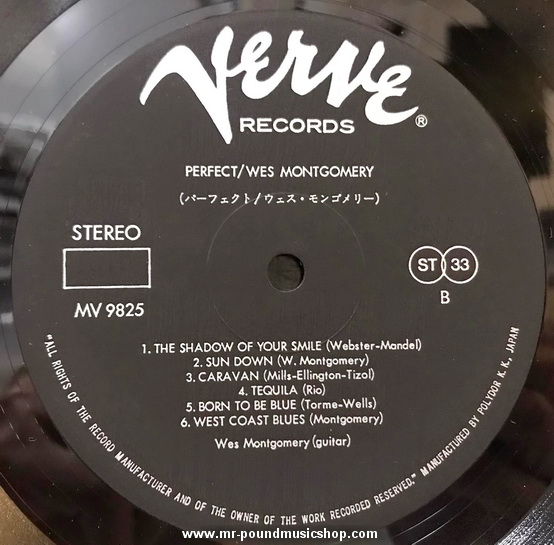 Verve
RECORDS ®
PERFECT/WES MONTGOMERY
(パーフェクト/ウェス・モンゴメリー)
STEREO
MV 9825
ST 33
B
1. THE SHADOW OF YOUR SMILE (Webster-Mandel)
2. SUN DOWN (W. Montgomery)
3. CARAVAN (Mills-Ellington-Tizol)
4. TEQUILA (Rio)
5. BORN TO BE BLUE (Torme-Wells)
6. WEST COAST BLUES (Montgomery)
Wes Montgomery (guitar)
"ALL RIGHTS OF THE RECORD MANUFACTURER AND OF THE OWNER OF THE WORK RECORDED RESERVED." MANUFACTURED BY POLYDOR K. K., JAPAN
www.mr-poundmusicshop.com